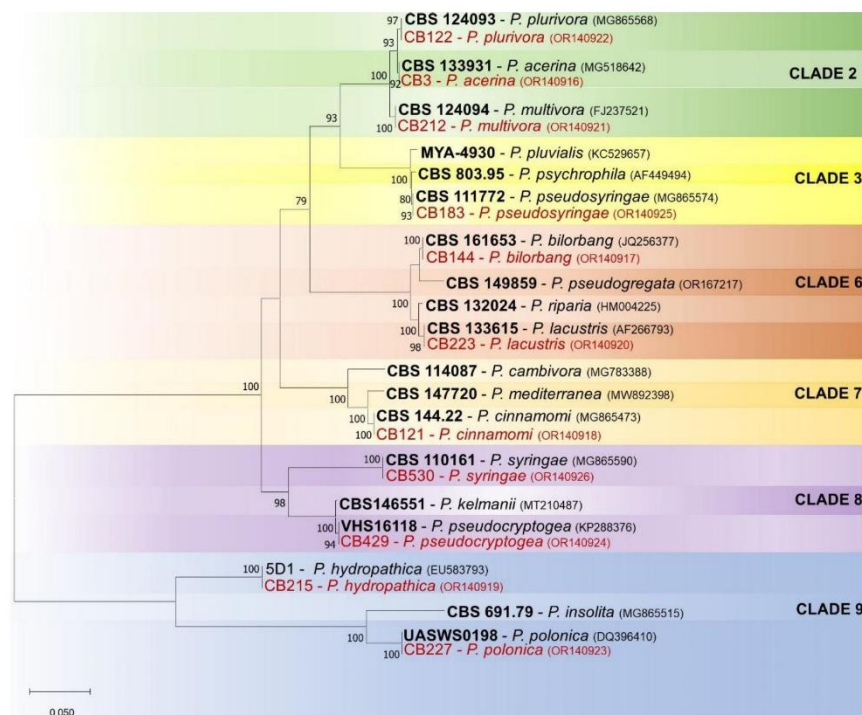 97 CBS 124093 - P. plurivora (MG865568)
CB122 - P. plurivora (OR140922)
93
CBS 133931 - P. acerina (MG518642)
CLADE 2
100 92 CB3 - P. acerina (OR140916)
93
CBS 124094 - P. multivora (FJ237521)
100 CB212 - P. multivora (OR140921)
MYA-4930 - P. pluvialis (KC529657)
100 CBS 803.95 - P. psychrophila (AF449494)
CLADE 3
80 CBS 111772 - P. pseudosyringae (MG865574)
79
93 CB183 - P. pseudosyringae (OR140925)
100 CBS 161653 - P. bilorbang (JQ256377)
CB144 - P. bilorbang (OR140917)
CBS 149859 - P. pseudogregata (OR167217)
CLADE 6
100 CBS 132024 - P. riparia (HM004225)
100 CBS 133615 - P. lacustris (AF266793)
98 CB223 - P. lacustris (OR140920)
CBS 114087 - P. cambivora (MG783388)
100
CBS 147720 - P. mediterranea (MW892398)
CLADE 7
100 CBS 144.22 - P. cinnamomi (MG865473)
100 CB121 - P. cinnamomi (OR140918)
100 CBS 110161 - P. syringae (MG865590)
CB530 - P. syringae (OR140926)
98
CBS146551 - P. kelmanii (MT210487)
CLADE 8
100 VHS16118 - P. pseudocryptogea (KP288376)
94 CB429 - P. pseudocryptogea (OR140924)
100 5D1 - P. hydropathica (EU583793)
CB215 - P. hydropathica (OR140919)
CBS 691.79 - P. insolita (MG865515)
CLADE 9
100 UASWS0198 - P. polonica (DQ396410)
100 CB227 - P. polonica (OR140923)
0.050